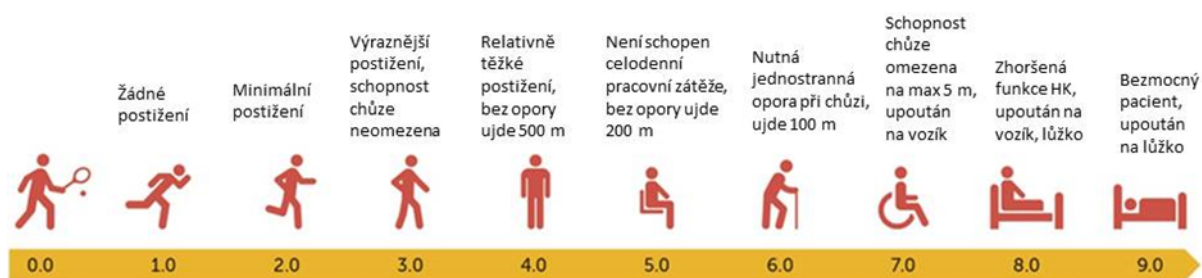 Žádné
postižení
Minimální
postižení
Výraznější
postižení,
schopnost
chůze
neomezena
Relativně
těžké
postižení,
bez opory
ujde 500 m
Není schopen
celodenní
pracovní zátěže,
bez opory ujde
200 m
Nutná
jednostranná
opora při chůzi,
ujde 100 m
Schopnost
chůze
omezena
na max 5 m,
upoután
na vozík
Zhoršená
funkce HK,
upoután na
vozík, lůžko
Bezmocný
pacient,
upoután
na lůžko
0.0 1.0 2.0 3.0 4.0 5.0 6.0 7.0 8.0 9.0